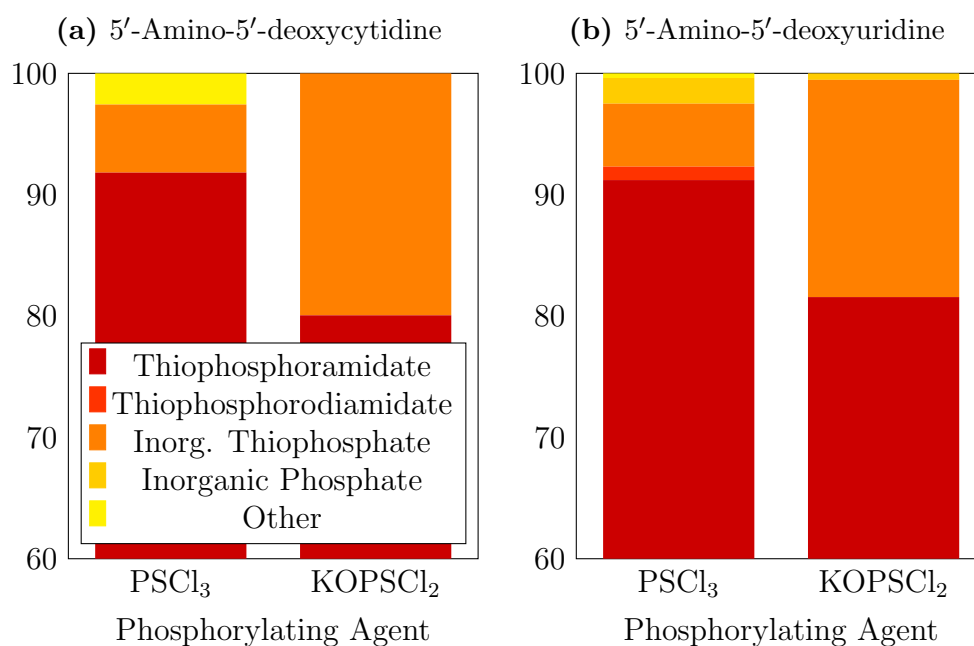 (a) 5′-Amino-5′-deoxycytidine
100
90
80
70
60
Thiophosphoramidate
Thiophosphorodiamidate
Inorg. Thiophosphate
Inorganic Phosphate
Other
PSCl₃ KOPSCl₂
Phosphorylating Agent
(b) 5′-Amino-5′-deoxyuridine
100
90
80
70
60
PSCl₃ KOPSCl₂
Phosphorylating Agent